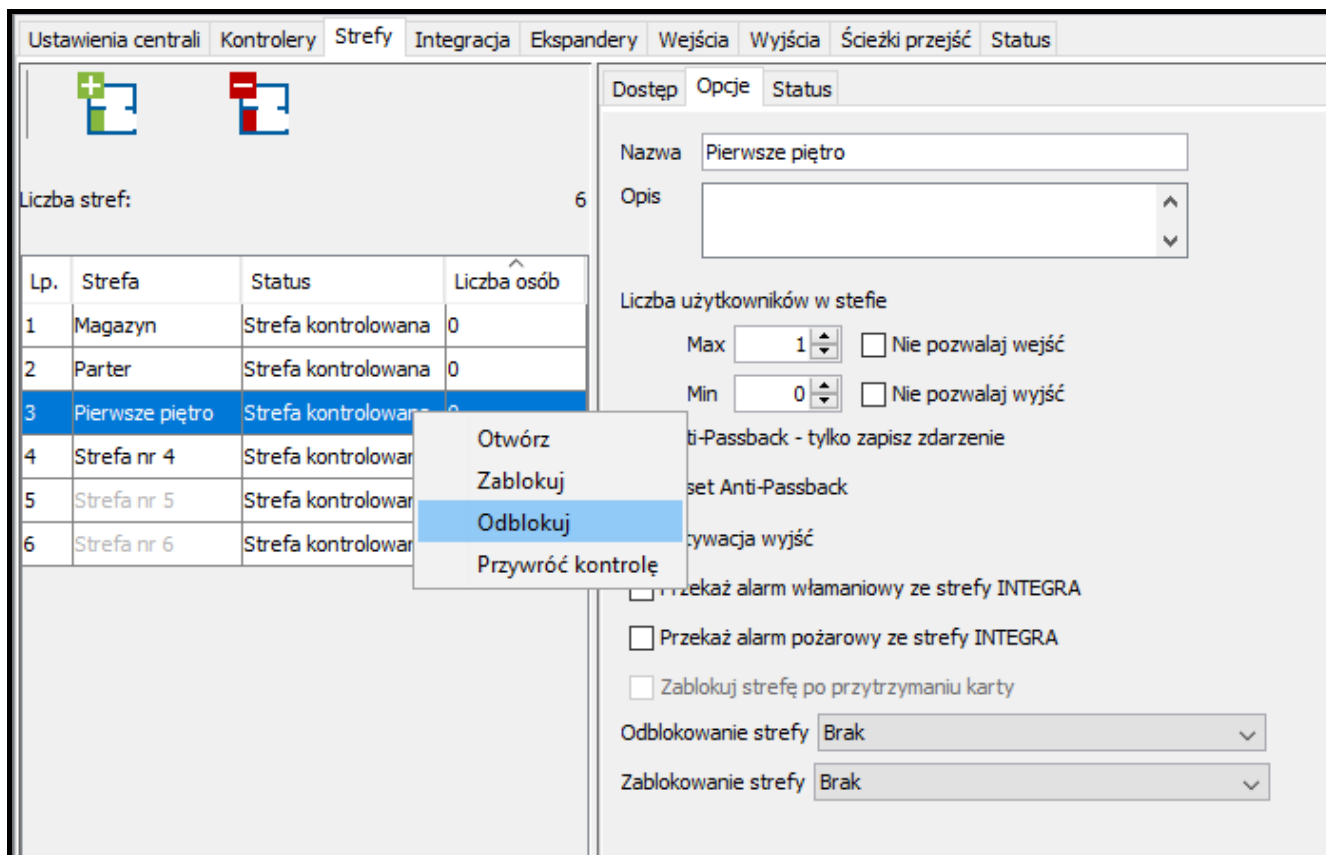 Ustawienia centrali Kontrolery Strefy Integracja Ekspandery Wejścia Wyjścia Ścieżki przejść Status
Liczba stref: 6
Lp. Strefa Status Liczba osób
1 Magazyn Strefa kontrolowana 0
2 Parter Strefa kontrolowana 0
3 Pierwsze piętro Strefa kontrolowana
4 Strefa nr 4 Strefa kontrolowan
5 Strefa nr 5 Strefa kontrolowan
6 Strefa nr 6 Strefa kontrolowan
Otwórz
Zablokuj
Odblokuj
Przywróć kontrolę
Dostęp Opcje Status
Nazwa Pierwsze piętro
Opis
Liczba użytkowników w stefie
Max 1 Nie pozwalaj wejść
Min 0 Nie pozwalaj wyjść
ti-Passback - tylko zapisz zdarzenie
set Anti-Passback
tywacja wyjść
Przekaż alarm włamaniowy ze strefy INTEGRA
Przekaż alarm pożarowy ze strefy INTEGRA
Zablokuj strefę po przytrzymaniu karty
Odblokowanie strefy Brak
Zablokowanie strefy Brak